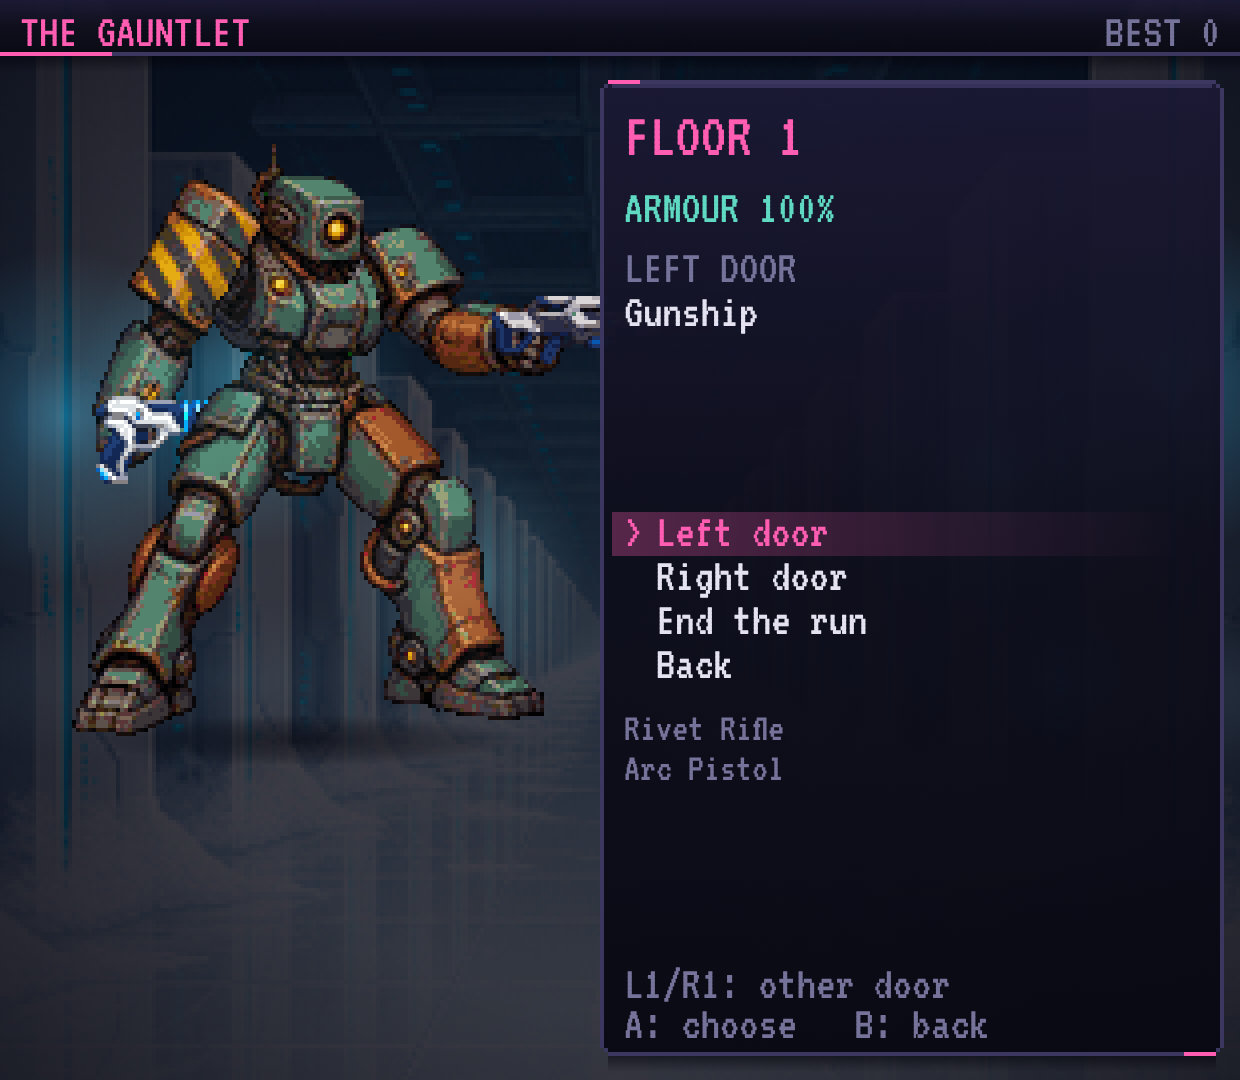 THE GAUNTLET
BEST 0
FLOOR 1
ARMOUR 100%
LEFT DOOR
Gunship
> Left door
Right door
End the run
Back
Rivet Rifle
Arc Pistol
L1/R1: other door
A: choose B: back